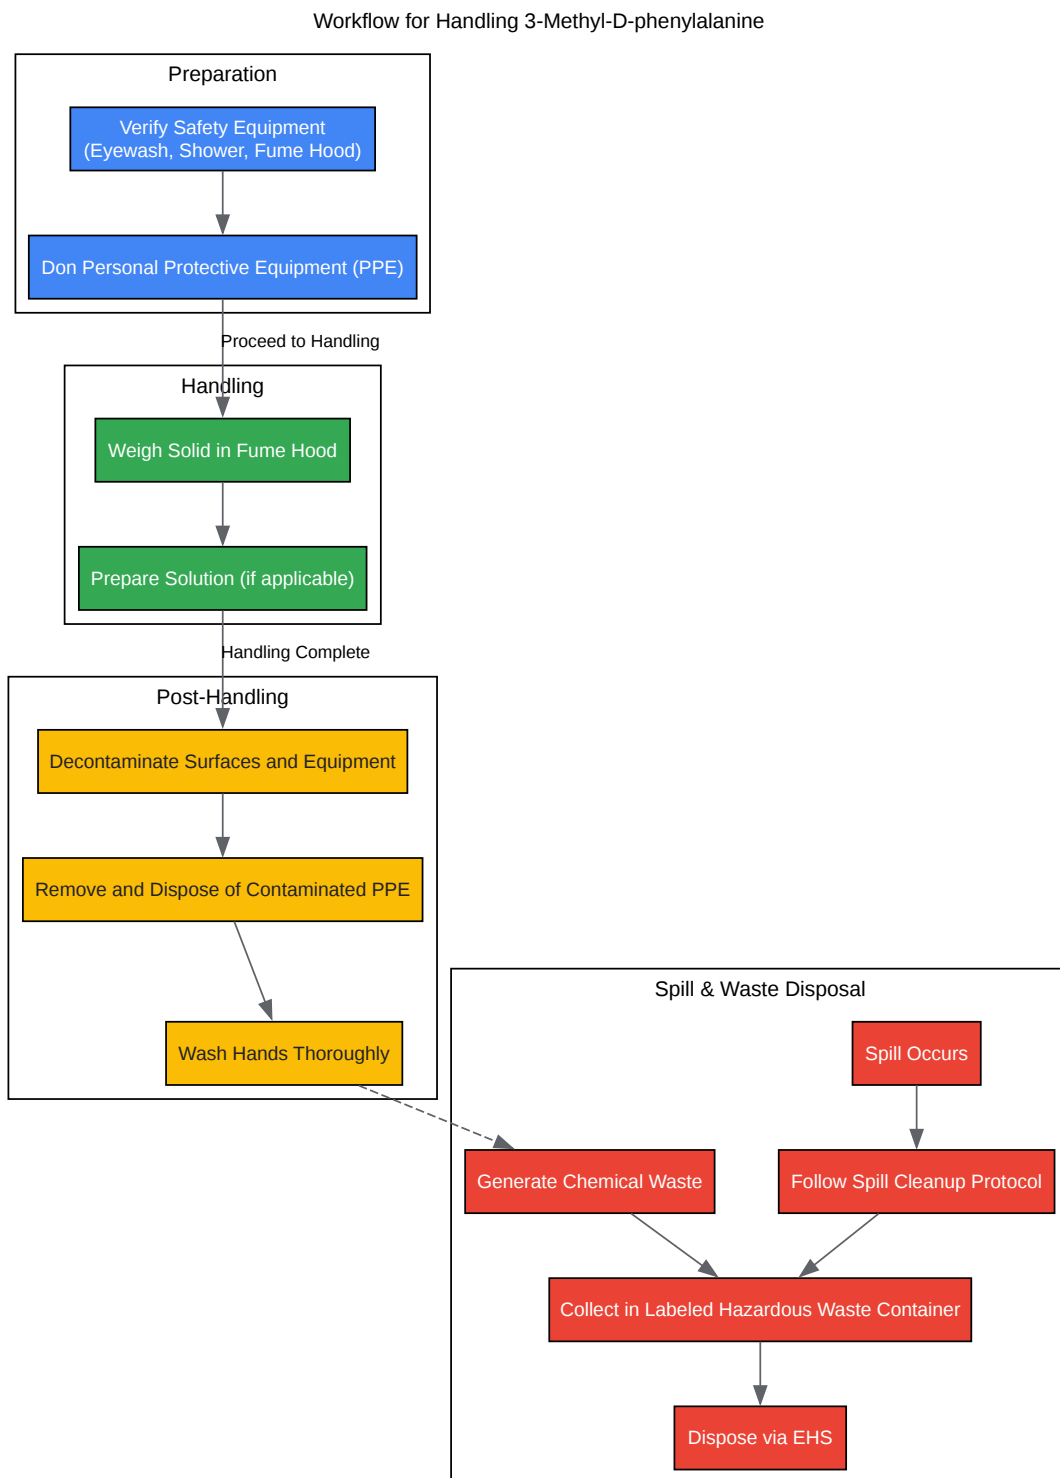 Workflow for Handling 3-Methyl-D-phenylalanine
Preparation
Verify Safety Equipment
(Eyewash, Shower, Fume Hood)
Don Personal Protective Equipment (PPE)
Proceed to Handling
Handling
Weigh Solid in Fume Hood
Prepare Solution (if applicable)
Handling Complete
Post-Handling
Decontaminate Surfaces and Equipment
Remove and Dispose of Contaminated PPE
Wash Hands Thoroughly
Spill & Waste Disposal
Spill Occurs
Generate Chemical Waste
Follow Spill Cleanup Protocol
Collect in Labeled Hazardous Waste Container
Dispose via EHS